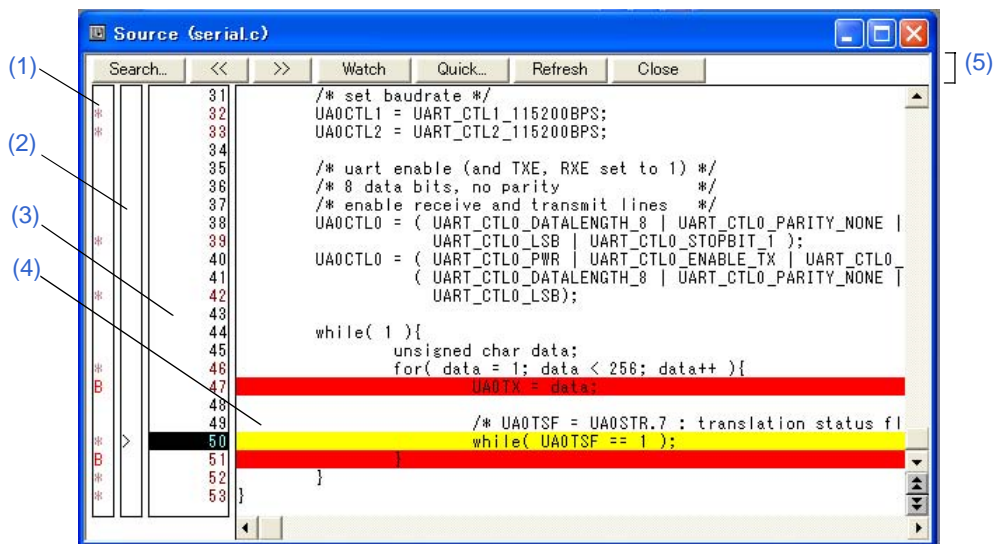 Source (serial.c)
Search... << >> Watch Quick... Refresh Close
(1)
(2)
(3)
(4)
(5)
31 /* set baudrate */
* 32 UA0CTL1 = UART_CTL1_115200BPS;
* 33 UA0CTL2 = UART_CTL2_115200BPS;
34
35 /* uart enable (and TXE, RXE set to 1) */
36 /* 8 data bits, no parity */
37 /* enable receive and transmit lines */
38 UA0CTL0 = ( UART_CTL0_DATALENGTH_8 | UART_CTL0_PARITY_NONE |
* 39 UART_CTL0_LSB | UART_CTL0_STOPBIT_1 );
40 UA0CTL0 = ( UART_CTL0_PWR | UART_CTL0_ENABLE_TX | UART_CTL0_
41 ( UART_CTL0_DATALENGTH_8 | UART_CTL0_PARITY_NONE |
* 42 UART_CTL0_LSB);
43
44 while( 1 ){
45 unsigned char data;
* 46 for( data = 1; data < 256; data++ ){
B 47 UA0TX = data;
48
49 /* UA0TSF = UA0STR.7 : translation status fl
* > 50 while( UA0TSF == 1 );
B 51 }
* 52 }
* 53 }